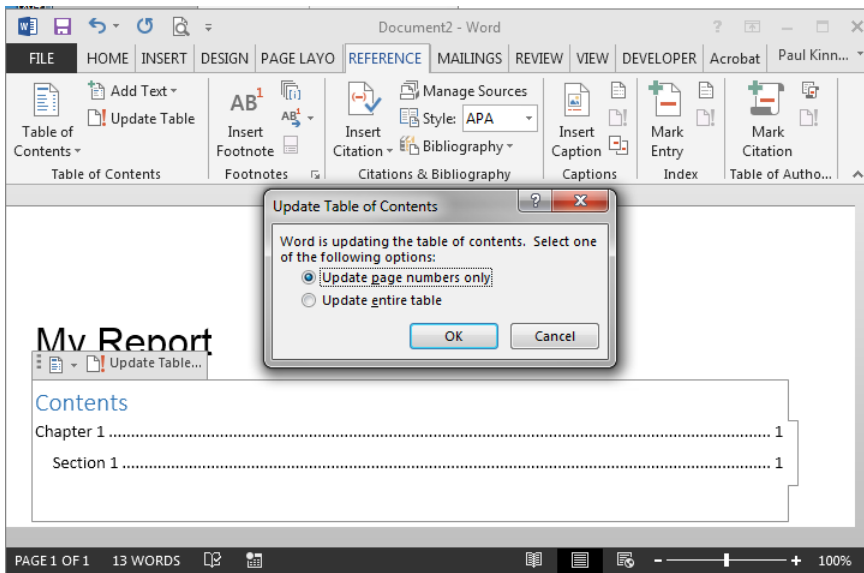 Document2 - Word
FILE HOME INSERT DESIGN PAGE LAYO REFERENCE MAILINGS REVIEW VIEW DEVELOPER Acrobat Paul Kinn...
Table of Contents
Add Text
Update Table
AB1
Insert Footnote
AB1
Insert Citation
Manage Sources
Style: APA
Bibliography
Insert Caption
Mark Entry
Mark Citation
Table of Contents Footnotes Citations & Bibliography Captions Index Table of Autho...
Update Table of Contents
Word is updating the table of contents. Select one
of the following options:
Update page numbers only
Update entire table
OK Cancel
My Report
Update Table...
Contents
Chapter 1 ........ 1
Section 1 ........ 1
PAGE 1 OF 1 13 WORDS 100%